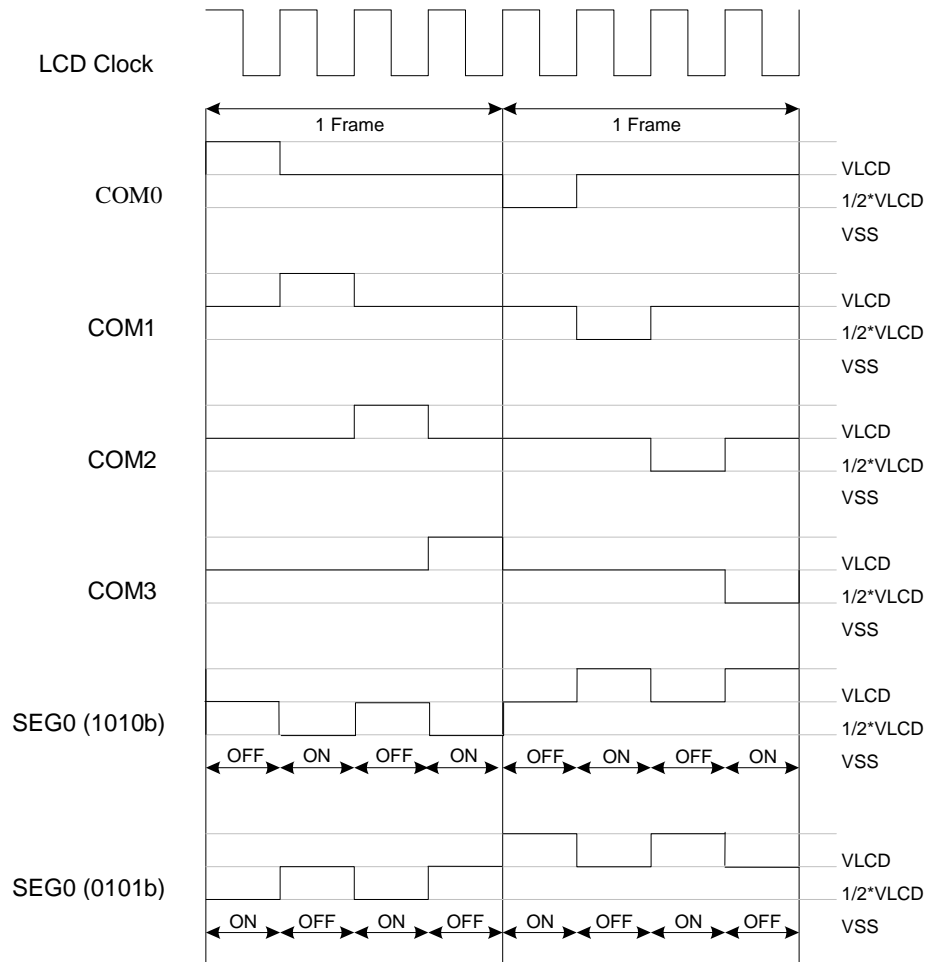 LCD Clock
1 Frame 1 Frame
COM0
VLCD
1/2*VLCD
VSS
COM1
VLCD
1/2*VLCD
VSS
COM2
VLCD
1/2*VLCD
VSS
COM3
VLCD
1/2*VLCD
VSS
SEG0 (1010b)
VLCD
1/2*VLCD
VSS
OFF ON OFF ON OFF ON OFF ON
SEG0 (0101b)
VLCD
1/2*VLCD
VSS
ON OFF ON OFF ON OFF ON OFF